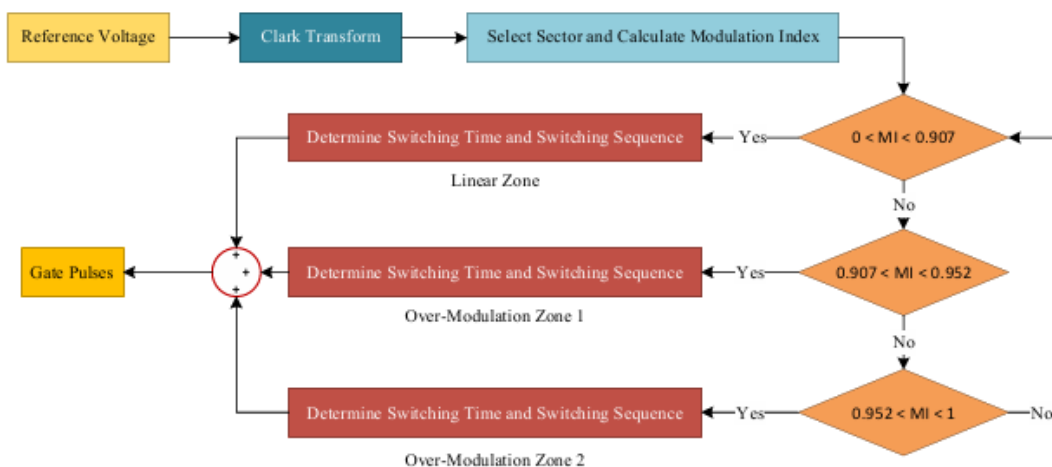 Reference Voltage
Clark Transform
Select Sector and Calculate Modulation Index
Determine Switching Time and Switching Sequence
Yes
0 < MI < 0.907
Linear Zone
No
+
+
+
Gate Pulses
Determine Switching Time and Switching Sequence
Yes
0.907 < MI < 0.952
Over-Modulation Zone 1
No
Determine Switching Time and Switching Sequence
Yes
0.952 < MI < 1
No
Over-Modulation Zone 2